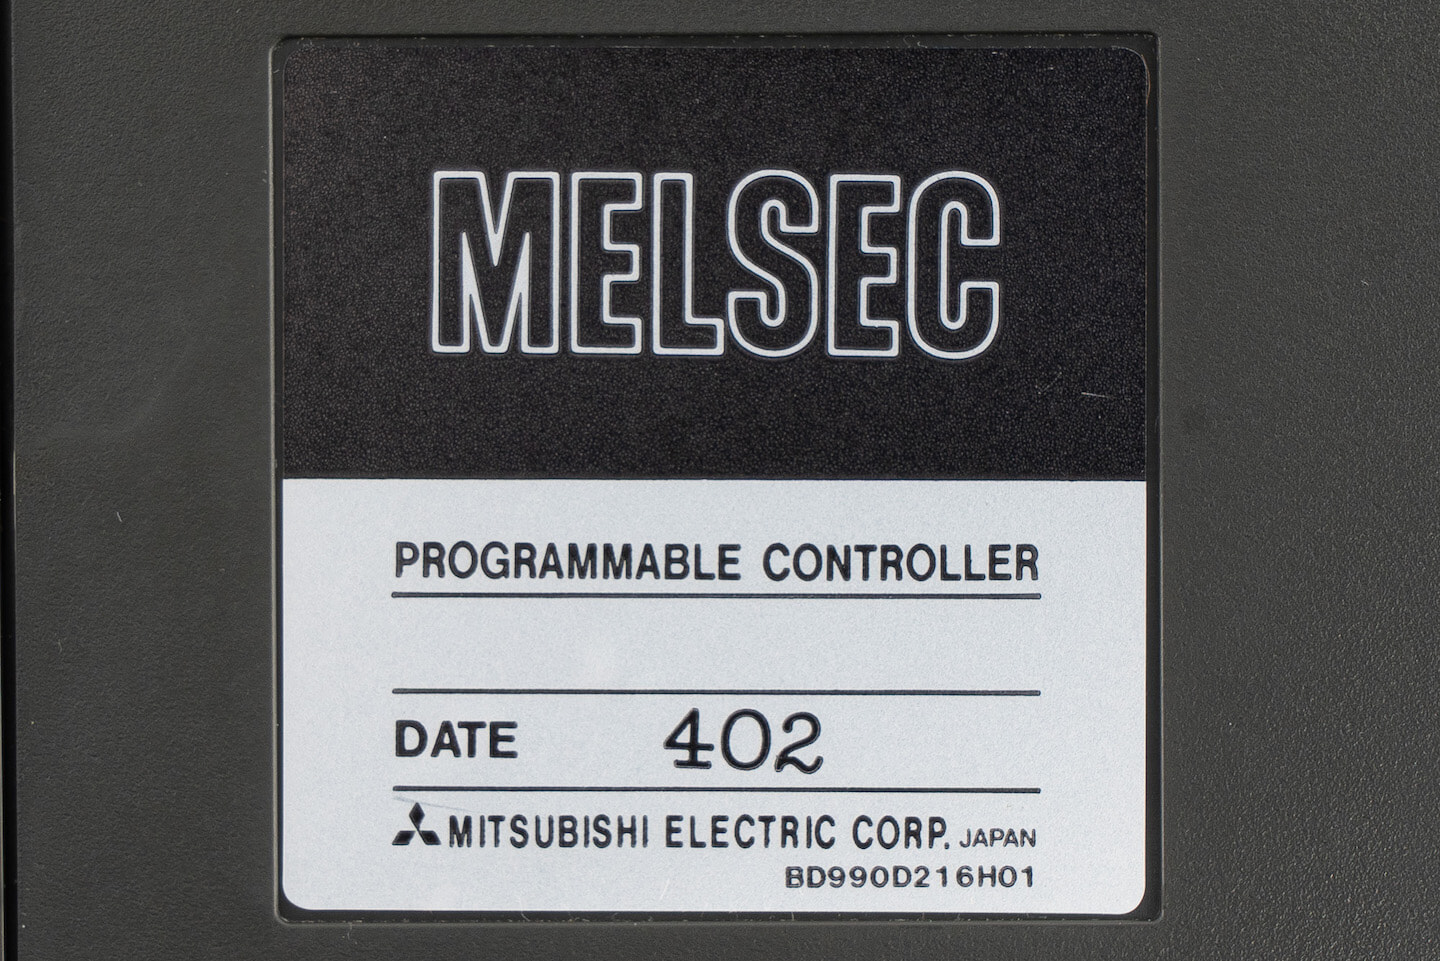 MELSEC
PROGRAMMABLE CONTROLLER
DATE 402
MITSUBISHI ELECTRIC CORP. JAPAN
BD990D216H01